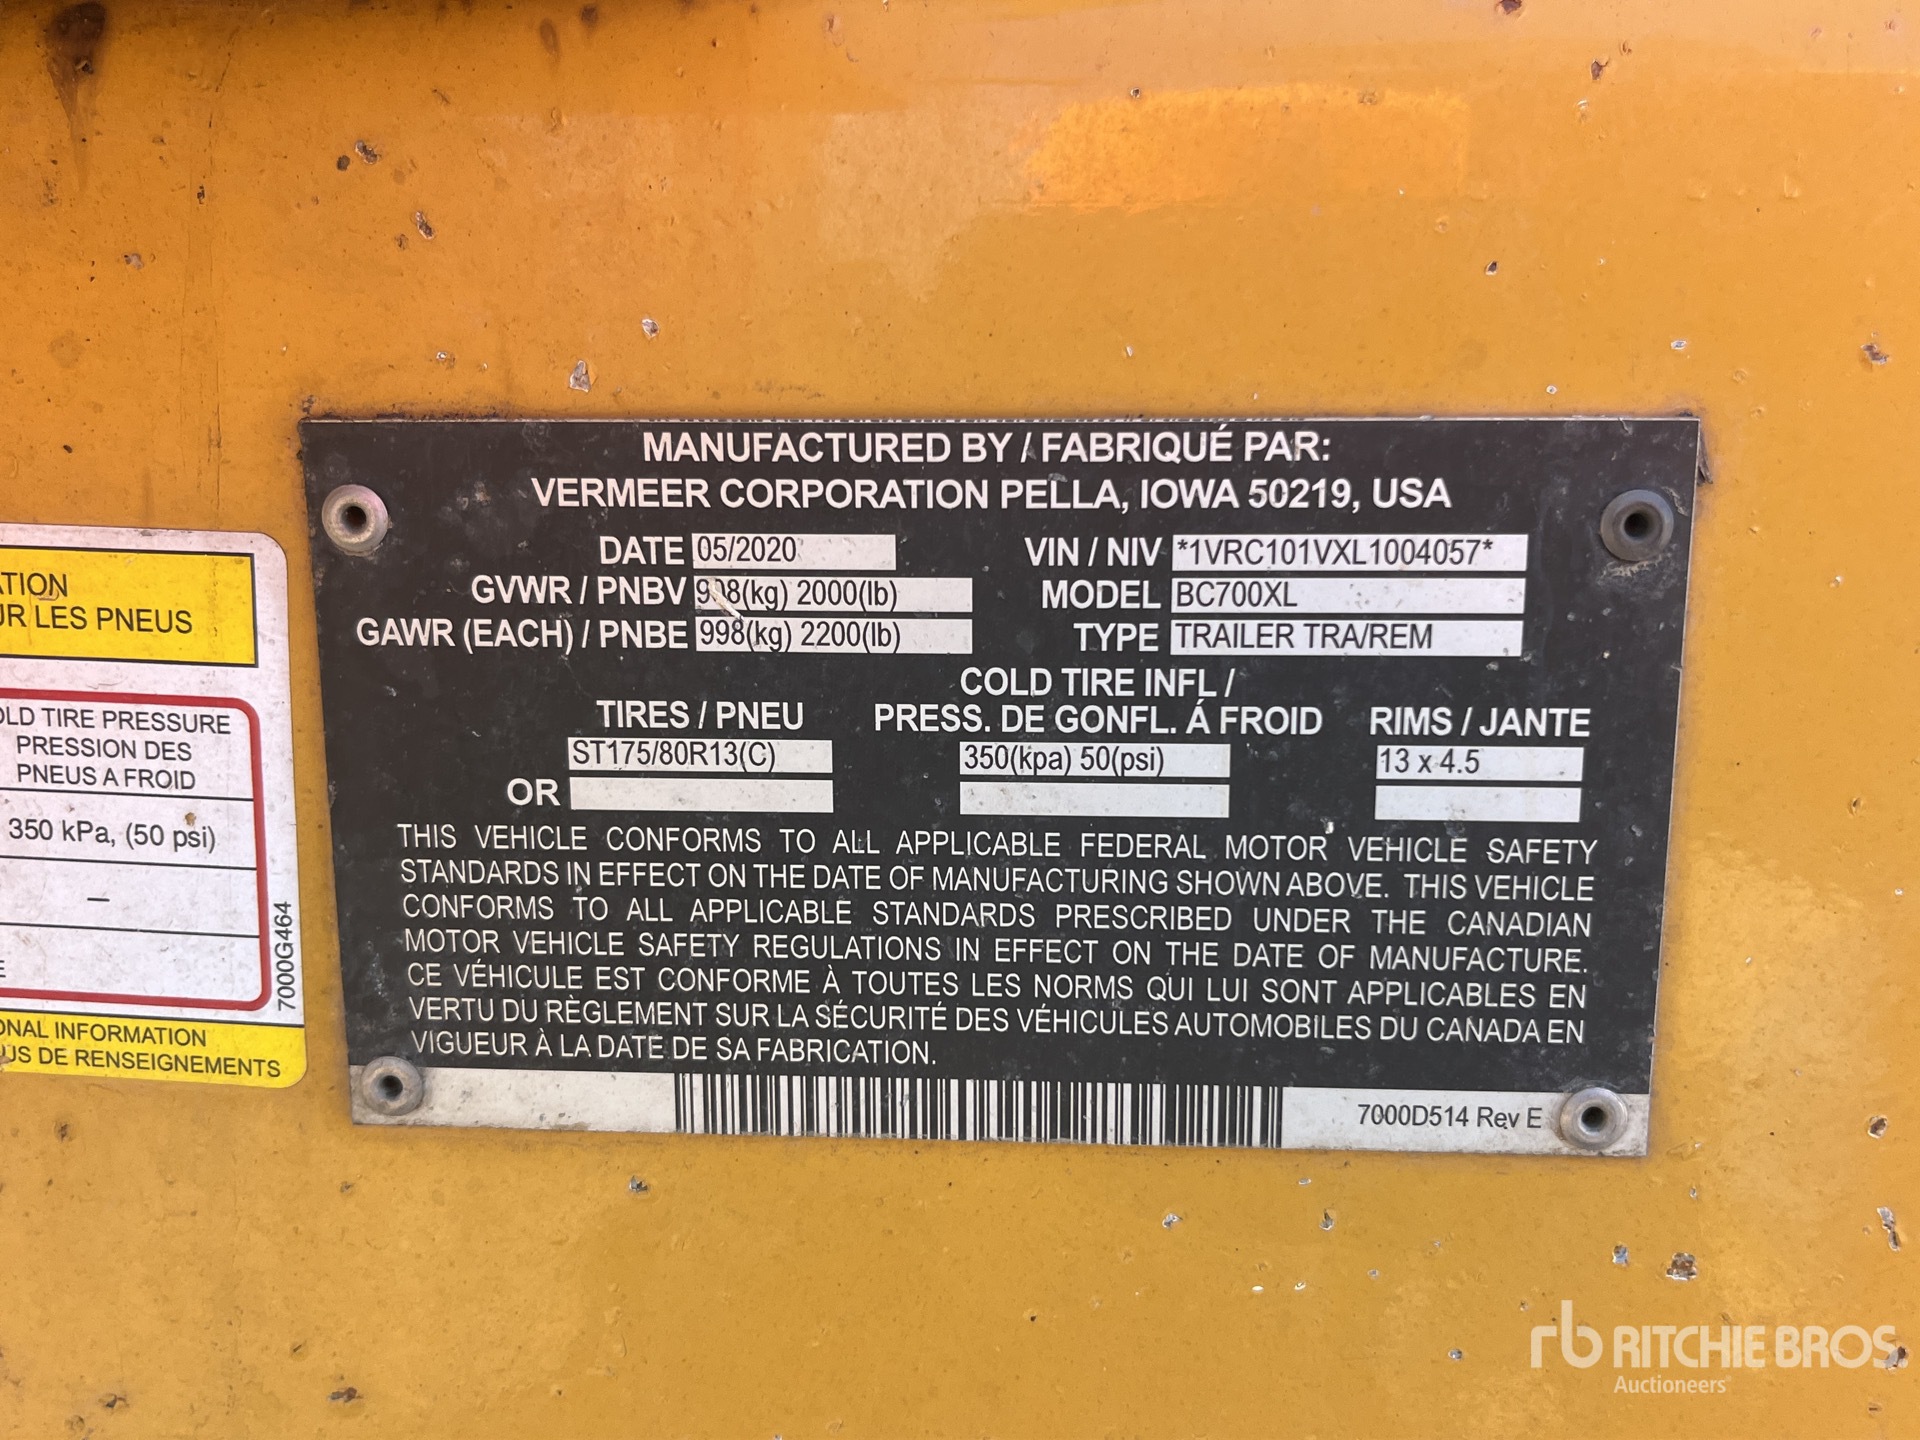 MANUFACTURED BY / FABRIQUÉ PAR:
VERMEER CORPORATION PELLA, IOWA 50219, USA
DATE 05/2020 VIN / NIV *1VRC101VXL1004057*
GVWR / PNBV 908(kg) 2000(lb) MODEL BC700XL
GAWR (EACH) / PNBE 998(kg) 2200(lb) TYPE TRAILER TRA/REM
COLD TIRE INFL /
TIRES / PNEU PRESS. DE GONFL. Á FROID RIMS / JANTE
ST175/80R13(C) 350(kpa) 50(psi) 13 x 4.5
OR
THIS VEHICLE CONFORMS TO ALL APPLICABLE FEDERAL MOTOR VEHICLE SAFETY
STANDARDS IN EFFECT ON THE DATE OF MANUFACTURING SHOWN ABOVE. THIS VEHICLE
CONFORMS TO ALL APPLICABLE STANDARDS PRESCRIBED UNDER THE CANADIAN
MOTOR VEHICLE SAFETY REGULATIONS IN EFFECT ON THE DATE OF MANUFACTURE.
CE VÉHICULE EST CONFORME À TOUTES LES NORMS QUI LUI SONT APPLICABLES EN
VERTU DU RÈGLEMENT SUR LA SÉCURITÉ DES VÉHICULES AUTOMOBILES DU CANADA EN
VIGUEUR À LA DATE DE SA FABRICATION.
7000D514 Rev E
ATION
UR LES PNEUS
OLD TIRE PRESSURE
PRESSION DES
PNEUS A FROID
350 kPa, (50 psi)
–
E
7000G464
ONAL INFORMATION
US DE RENSEIGNEMENTS
rb RITCHIE BROS.
Auctioneers